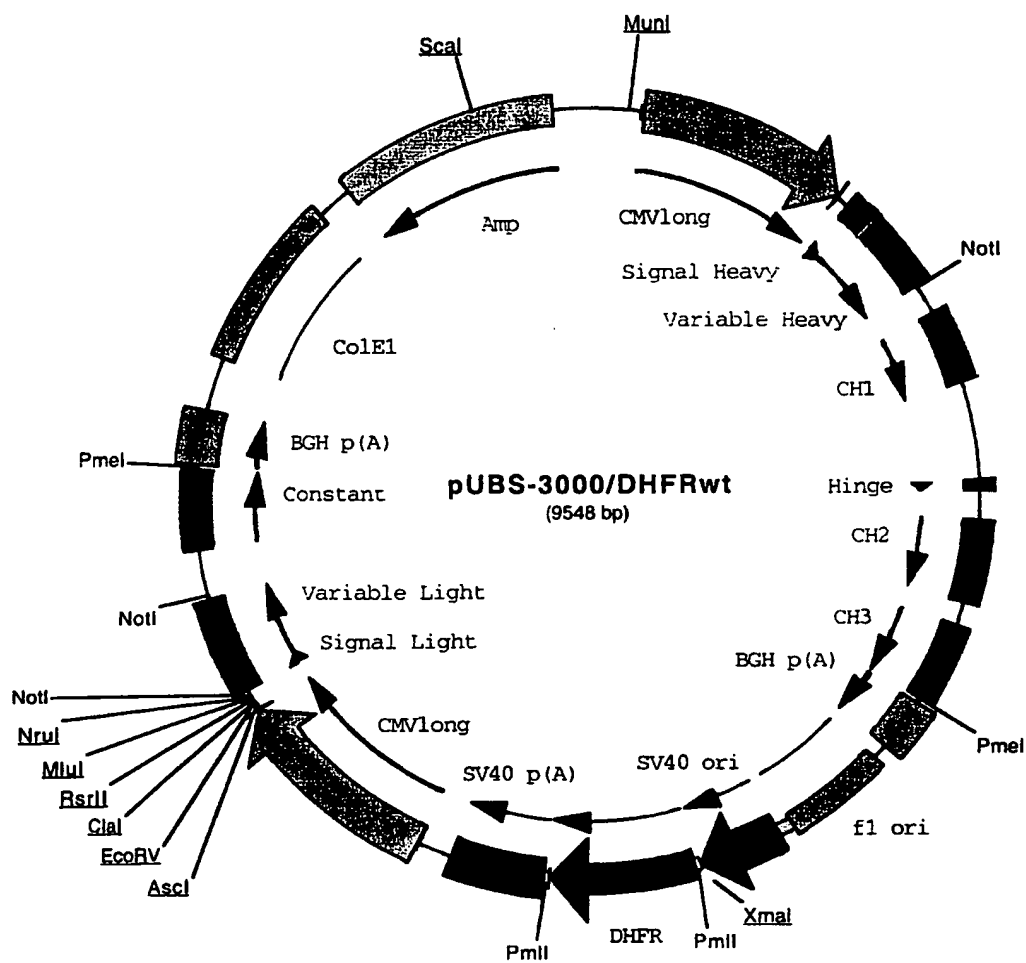 MunI
ScaI
CMVlong
Amp
NotI
Signal Heavy
Variable Heavy
ColE1
CH1
BGH p(A)
PmeI
pUBS-3000/DHFRwt
Hinge
Constant
(9548 bp)
CH2
Variable Light
NotI
CH3
Signal Light
BGH p(A)
NotI
CMVlong
NruI
PmeI
SV40 ori
MluI
SV40 p(A)
RsrII
ClaI
f1 ori
EcoRV
AscI
XmaI
DHFR
PmlI
PmlI